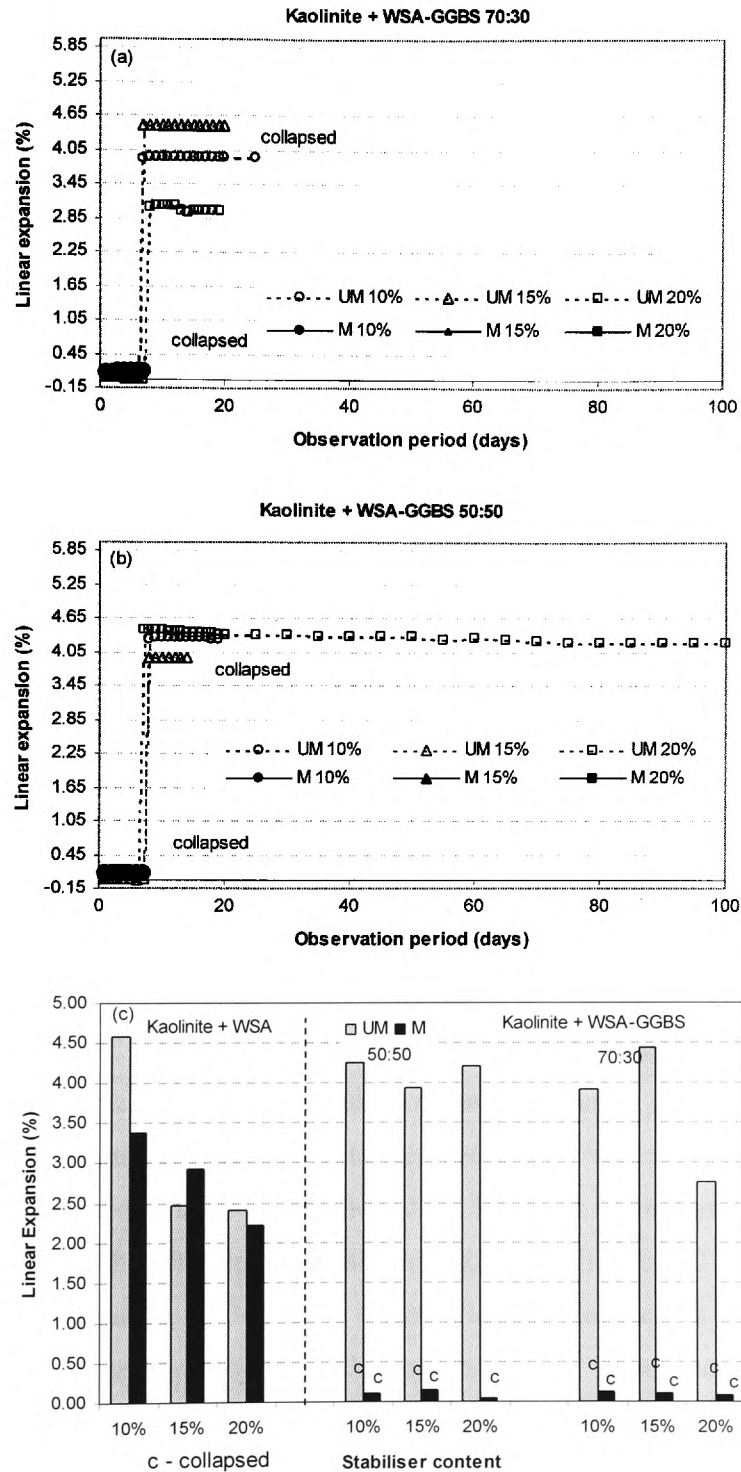 Kaolinite + WSA-GGBS 70:30
(a)
5.85
5.25
4.65
4.05
3.45
2.85
2.25
1.65
1.05
0.45
-0.15
Linear expansion (%)
collapsed
UM 10%
UM 15%
UM 20%
M 10%
M 15%
M 20%
collapsed
0
20
40
60
80
100
Observation period (days)
Kaolinite + WSA-GGBS 50:50
(b)
5.85
5.25
4.65
4.05
3.45
2.85
2.25
1.65
1.05
0.45
-0.15
Linear expansion (%)
collapsed
UM 10%
UM 15%
UM 20%
M 10%
M 15%
M 20%
collapsed
0
20
40
60
80
100
Observation period (days)
(c)
5.00
4.50
4.00
3.50
3.00
2.50
2.00
1.50
1.00
0.50
0.00
Linear Expansion (%)
Kaolinite + WSA
UM M
Kaolinite + WSA-GGBS
50:50
70:30
c c c c c c c c c c c
10% 15% 20% 10% 15% 20% 10% 15% 20%
c - collapsed
Stabiliser content